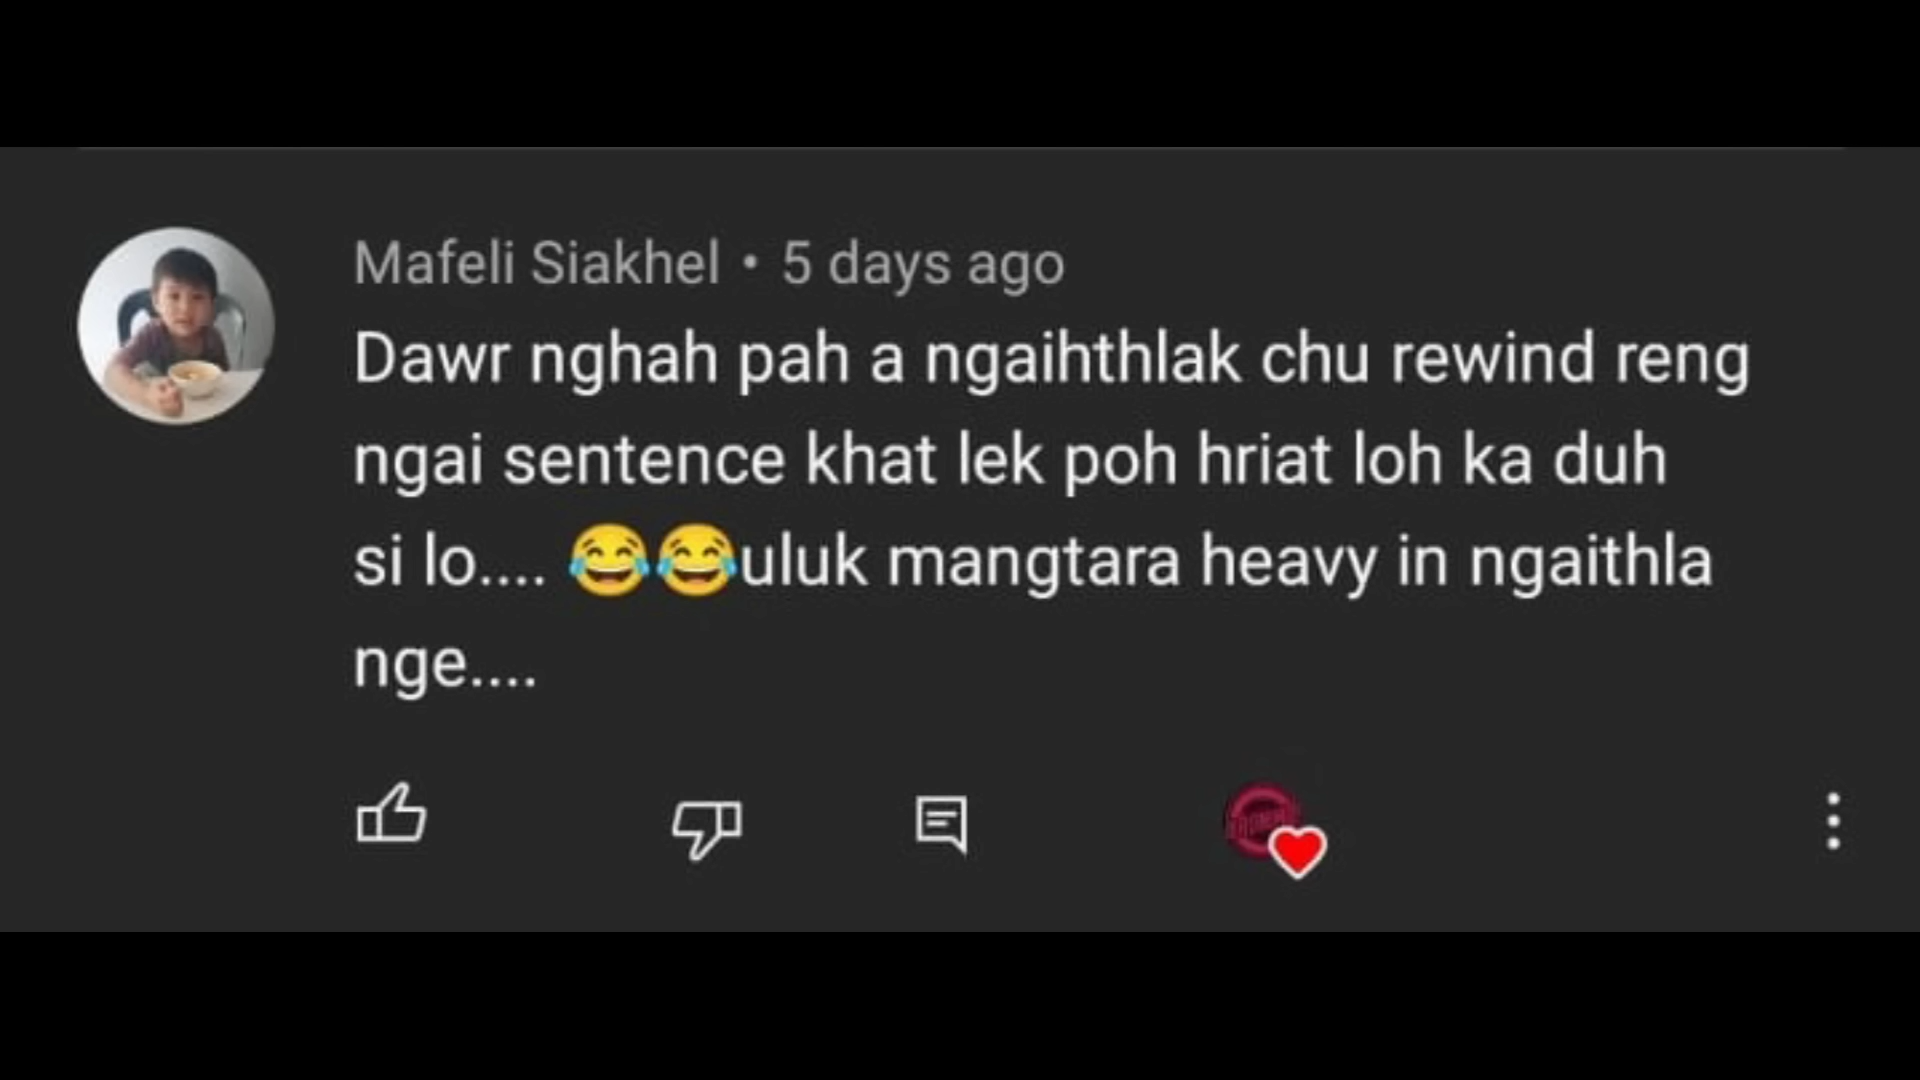 Mafeli Siakhel • 5 days ago
Dawr nghah pah a ngaihthlak chu rewind reng
ngai sentence khat lek poh hriat loh ka duh
si lo.... 😂😂uluk mangtara heavy in ngaithla
nge....